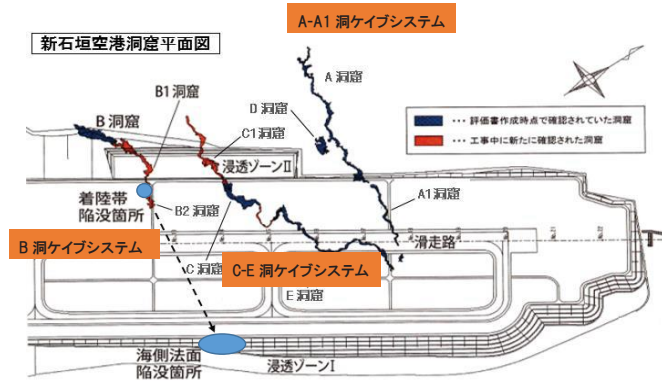 A-A1 洞ケイブシステム
新石垣空港洞窟平面図
A 洞窟
B1 洞窟
D 洞窟
B 洞窟
C1 洞窟
・・・ 評価書作成時点で確認されていた洞窟
・・・ 工事中に新たに確認された洞窟
浸透ゾーンⅡ
着陸帯
陥没箇所
A1 洞窟
B2 洞窟
B 洞ケイブシステム
滑走路
C 洞窟
C-E 洞ケイブシステム
E 洞窟
海側法面
陥没箇所
浸透ゾーンⅠ